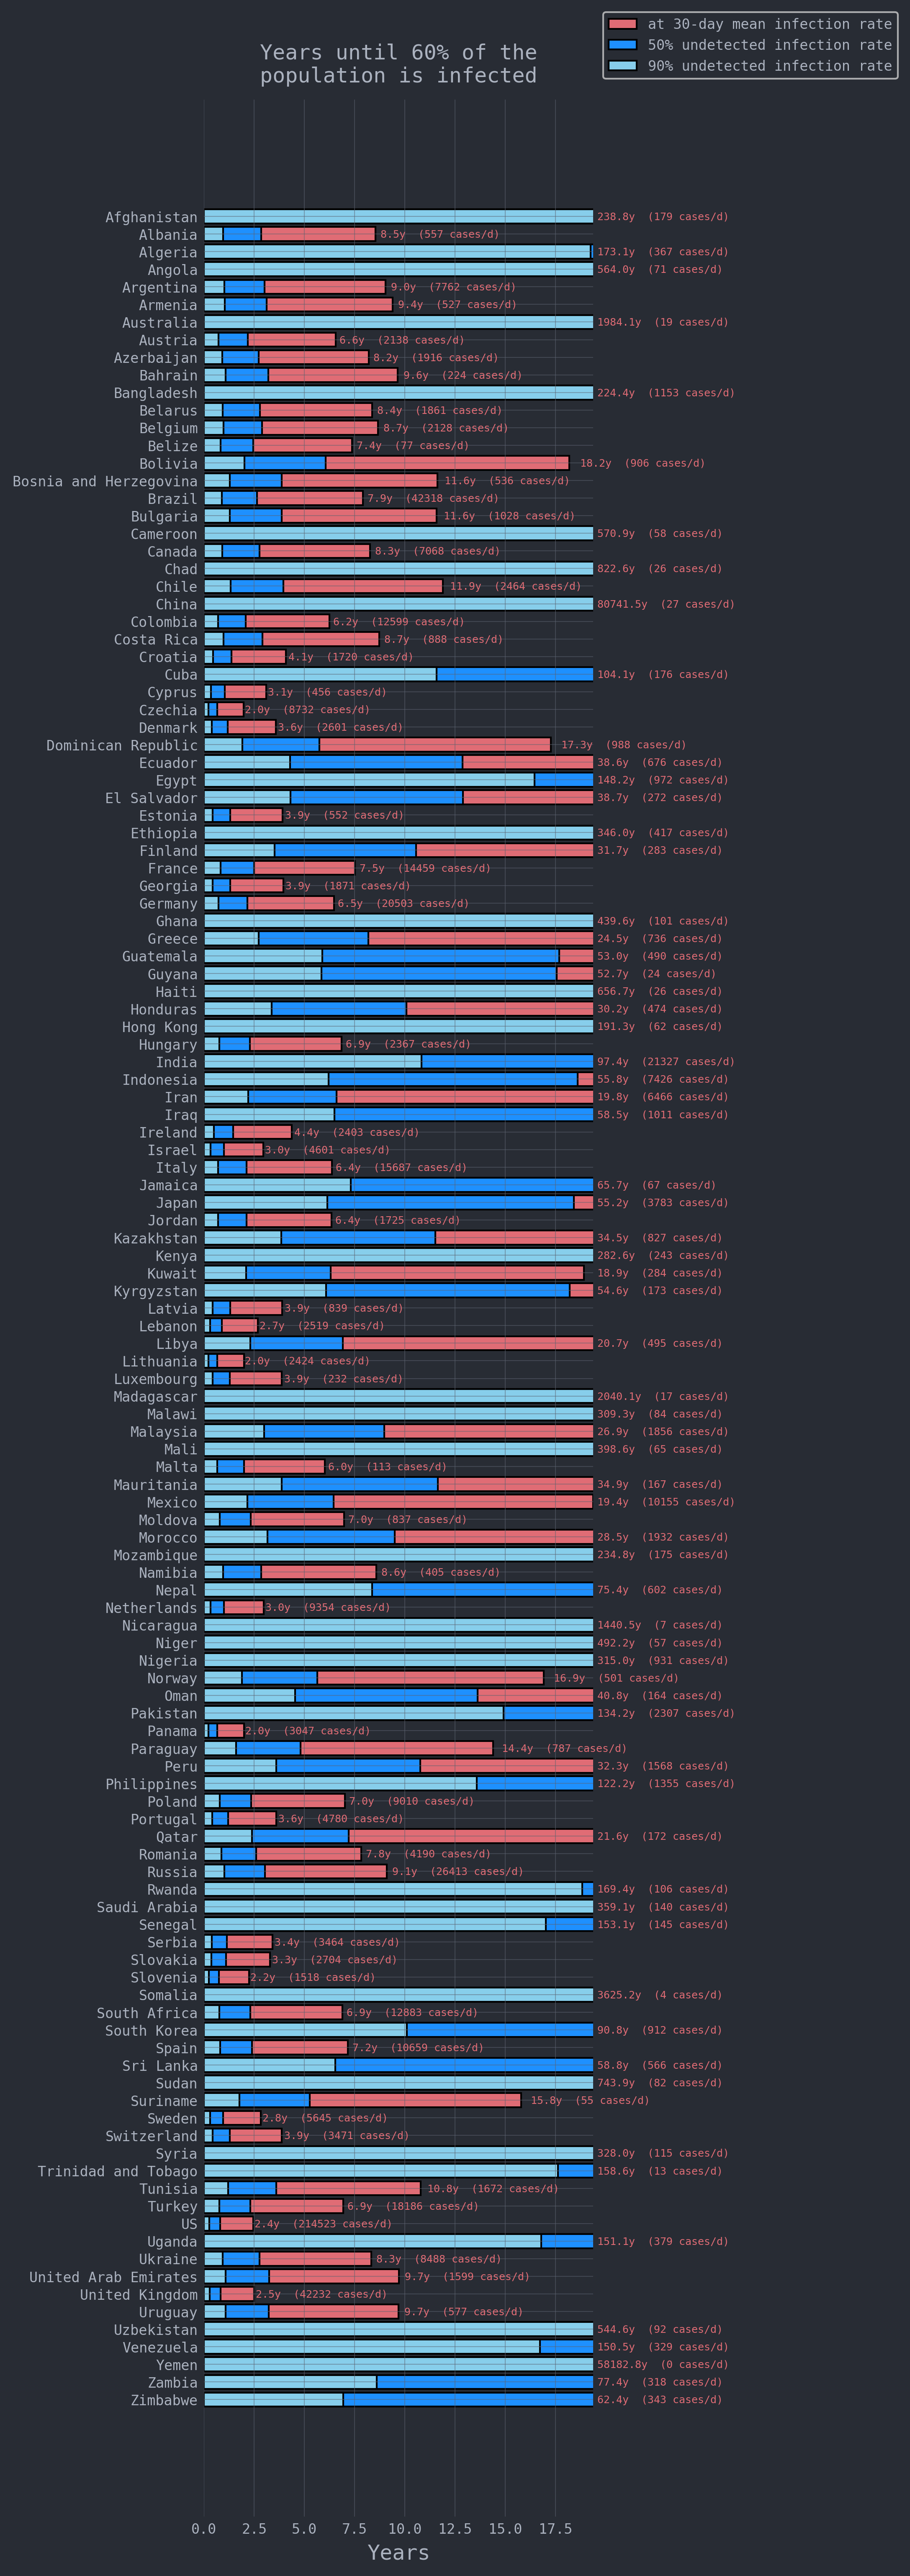 at 30-day mean infection rate
50% undetected infection rate
90% undetected infection rate
Years until 60% of the
population is infected
Afghanistan 238.8y (179 cases/d)
Albania 8.5y (557 cases/d)
Algeria 173.1y (367 cases/d)
Angola 564.0y (71 cases/d)
Argentina 9.0y (7762 cases/d)
Armenia 9.4y (527 cases/d)
Australia 1984.1y (19 cases/d)
Austria 6.6y (2138 cases/d)
Azerbaijan 8.2y (1916 cases/d)
Bahrain 9.6y (224 cases/d)
Bangladesh 224.4y (1153 cases/d)
Belarus 8.4y (1861 cases/d)
Belgium 8.7y (2128 cases/d)
Belize 7.4y (77 cases/d)
Bolivia 18.2y (906 cases/d)
Bosnia and Herzegovina 11.6y (536 cases/d)
Brazil 7.9y (42318 cases/d)
Bulgaria 11.6y (1028 cases/d)
Cameroon 570.9y (58 cases/d)
Canada 8.3y (7068 cases/d)
Chad 822.6y (26 cases/d)
Chile 11.9y (2464 cases/d)
China 80741.5y (27 cases/d)
Colombia 6.2y (12599 cases/d)
Costa Rica 8.7y (888 cases/d)
Croatia 4.1y (1720 cases/d)
Cuba 104.1y (176 cases/d)
Cyprus 3.1y (456 cases/d)
Czechia 2.0y (8732 cases/d)
Denmark 3.6y (2601 cases/d)
Dominican Republic 17.3y (988 cases/d)
Ecuador 38.6y (676 cases/d)
Egypt 148.2y (972 cases/d)
El Salvador 38.7y (272 cases/d)
Estonia 3.9y (552 cases/d)
Ethiopia 346.0y (417 cases/d)
Finland 31.7y (283 cases/d)
France 7.5y (14459 cases/d)
Georgia 3.9y (1871 cases/d)
Germany 6.5y (20503 cases/d)
Ghana 439.6y (101 cases/d)
Greece 24.5y (736 cases/d)
Guatemala 53.0y (490 cases/d)
Guyana 52.7y (24 cases/d)
Haiti 656.7y (26 cases/d)
Honduras 30.2y (474 cases/d)
Hong Kong 191.3y (62 cases/d)
Hungary 6.9y (2367 cases/d)
India 97.4y (21327 cases/d)
Indonesia 55.8y (7426 cases/d)
Iran 19.8y (6466 cases/d)
Iraq 58.5y (1011 cases/d)
Ireland 4.4y (2403 cases/d)
Israel 3.0y (4601 cases/d)
Italy 6.4y (15687 cases/d)
Jamaica 65.7y (67 cases/d)
Japan 55.2y (3783 cases/d)
Jordan 6.4y (1725 cases/d)
Kazakhstan 34.5y (827 cases/d)
Kenya 282.6y (243 cases/d)
Kuwait 18.9y (284 cases/d)
Kyrgyzstan 54.6y (173 cases/d)
Latvia 3.9y (839 cases/d)
Lebanon 2.7y (2519 cases/d)
Libya 20.7y (495 cases/d)
Lithuania 2.0y (2424 cases/d)
Luxembourg 3.9y (232 cases/d)
Madagascar 2040.1y (17 cases/d)
Malawi 309.3y (84 cases/d)
Malaysia 26.9y (1856 cases/d)
Mali 398.6y (65 cases/d)
Malta 6.0y (113 cases/d)
Mauritania 34.9y (167 cases/d)
Mexico 19.4y (10155 cases/d)
Moldova 7.0y (837 cases/d)
Morocco 28.5y (1932 cases/d)
Mozambique 234.8y (175 cases/d)
Namibia 8.6y (405 cases/d)
Nepal 75.4y (602 cases/d)
Netherlands 3.0y (9354 cases/d)
Nicaragua 1440.5y (7 cases/d)
Niger 492.2y (57 cases/d)
Nigeria 315.0y (931 cases/d)
Norway 16.9y (501 cases/d)
Oman 40.8y (164 cases/d)
Pakistan 134.2y (2307 cases/d)
Panama 2.0y (3047 cases/d)
Paraguay 14.4y (787 cases/d)
Peru 32.3y (1568 cases/d)
Philippines 122.2y (1355 cases/d)
Poland 7.0y (9010 cases/d)
Portugal 3.6y (4780 cases/d)
Qatar 21.6y (172 cases/d)
Romania 7.8y (4190 cases/d)
Russia 9.1y (26413 cases/d)
Rwanda 169.4y (106 cases/d)
Saudi Arabia 359.1y (140 cases/d)
Senegal 153.1y (145 cases/d)
Serbia 3.4y (3464 cases/d)
Slovakia 3.3y (2704 cases/d)
Slovenia 2.2y (1518 cases/d)
Somalia 3625.2y (4 cases/d)
South Africa 6.9y (12883 cases/d)
South Korea 90.8y (912 cases/d)
Spain 7.2y (10659 cases/d)
Sri Lanka 58.8y (566 cases/d)
Sudan 743.9y (82 cases/d)
Suriname 15.8y (55 cases/d)
Sweden 2.8y (5645 cases/d)
Switzerland 3.9y (3471 cases/d)
Syria 328.0y (115 cases/d)
Trinidad and Tobago 158.6y (13 cases/d)
Tunisia 10.8y (1672 cases/d)
Turkey 6.9y (18186 cases/d)
US 2.4y (214523 cases/d)
Uganda 151.1y (379 cases/d)
Ukraine 8.3y (8488 cases/d)
United Arab Emirates 9.7y (1599 cases/d)
United Kingdom 2.5y (42232 cases/d)
Uruguay 9.7y (577 cases/d)
Uzbekistan 544.6y (92 cases/d)
Venezuela 150.5y (329 cases/d)
Yemen 58182.8y (0 cases/d)
Zambia 77.4y (318 cases/d)
Zimbabwe 62.4y (343 cases/d)
0.0 2.5 5.0 7.5 10.0 12.5 15.0 17.5
Years